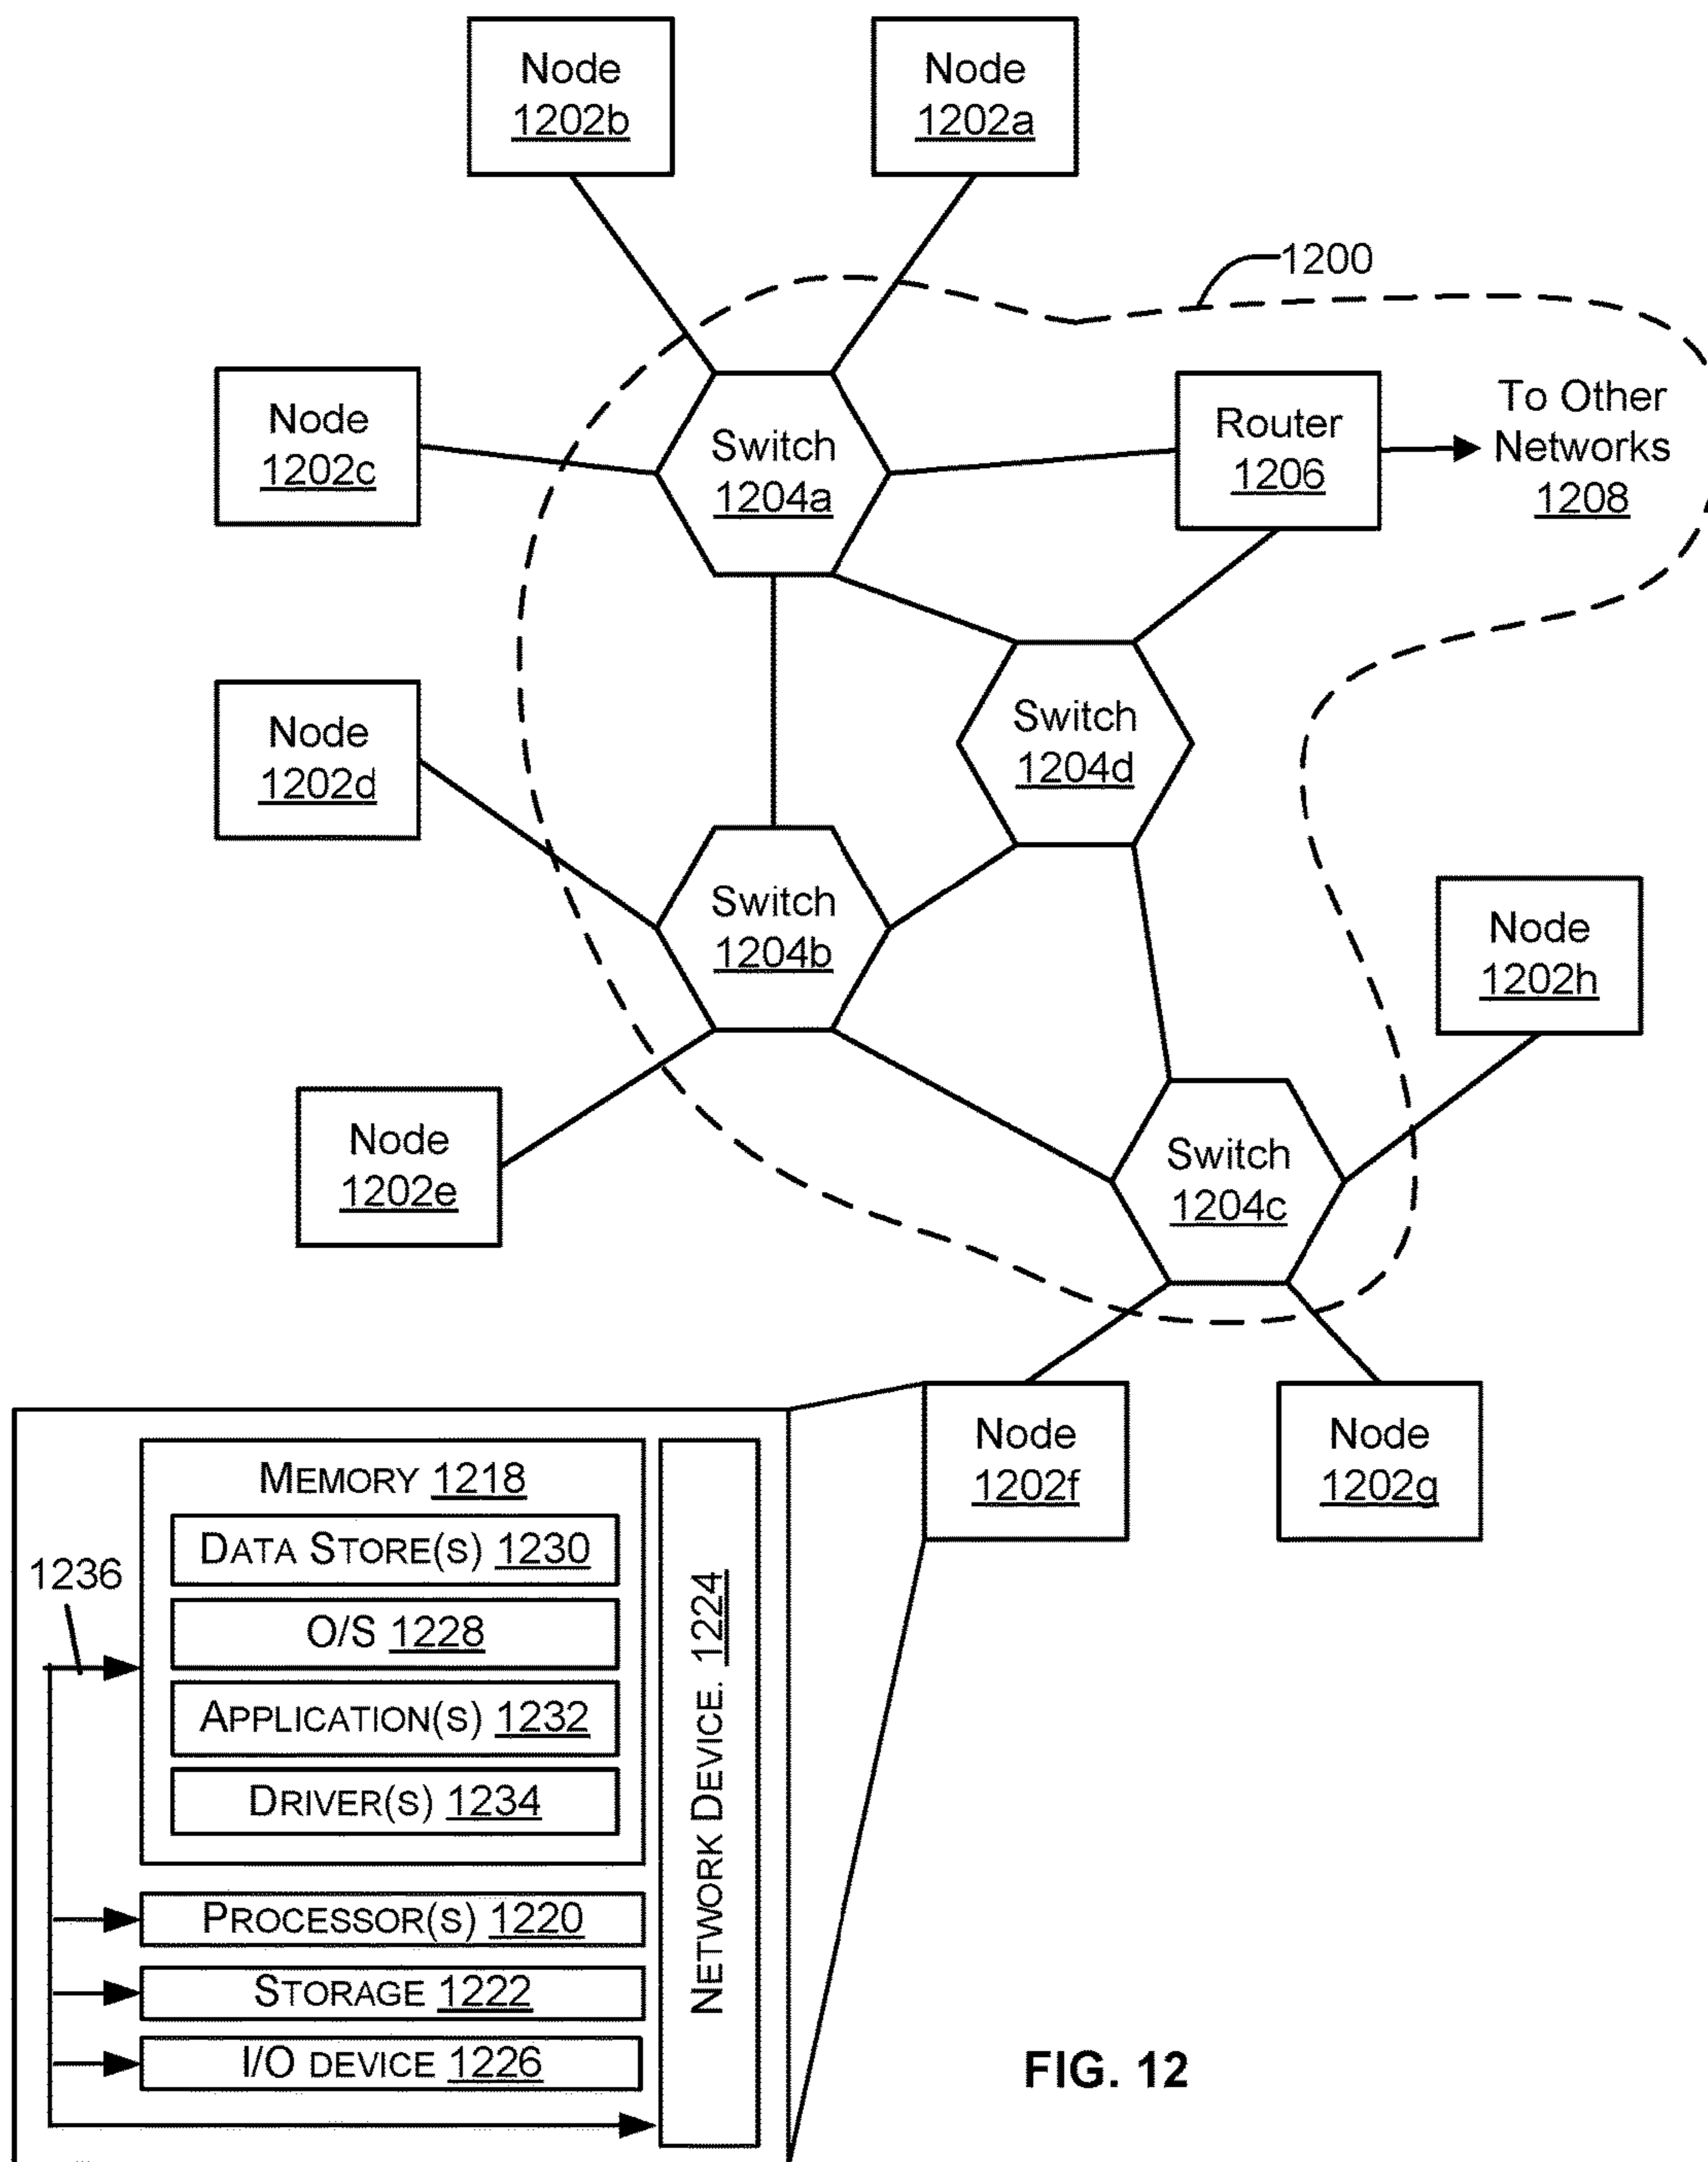 Node
1202b
Node
1202a
1200
Node
1202c
Switch
1204a
Router
1206
To Other
Networks
1208
Node
1202d
Switch
1204d
Switch
1204b
Node
1202h
Node
1202e
Switch
1204c
Node
1202f
Node
1202g
MEMORY 1218
DATA STORE(S) 1230
1236
O/S 1228
APPLICATION(S) 1232
DRIVER(S) 1234
PROCESSOR(S) 1220
STORAGE 1222
I/O DEVICE 1226
NETWORK DEVICE. 1224
FIG. 12